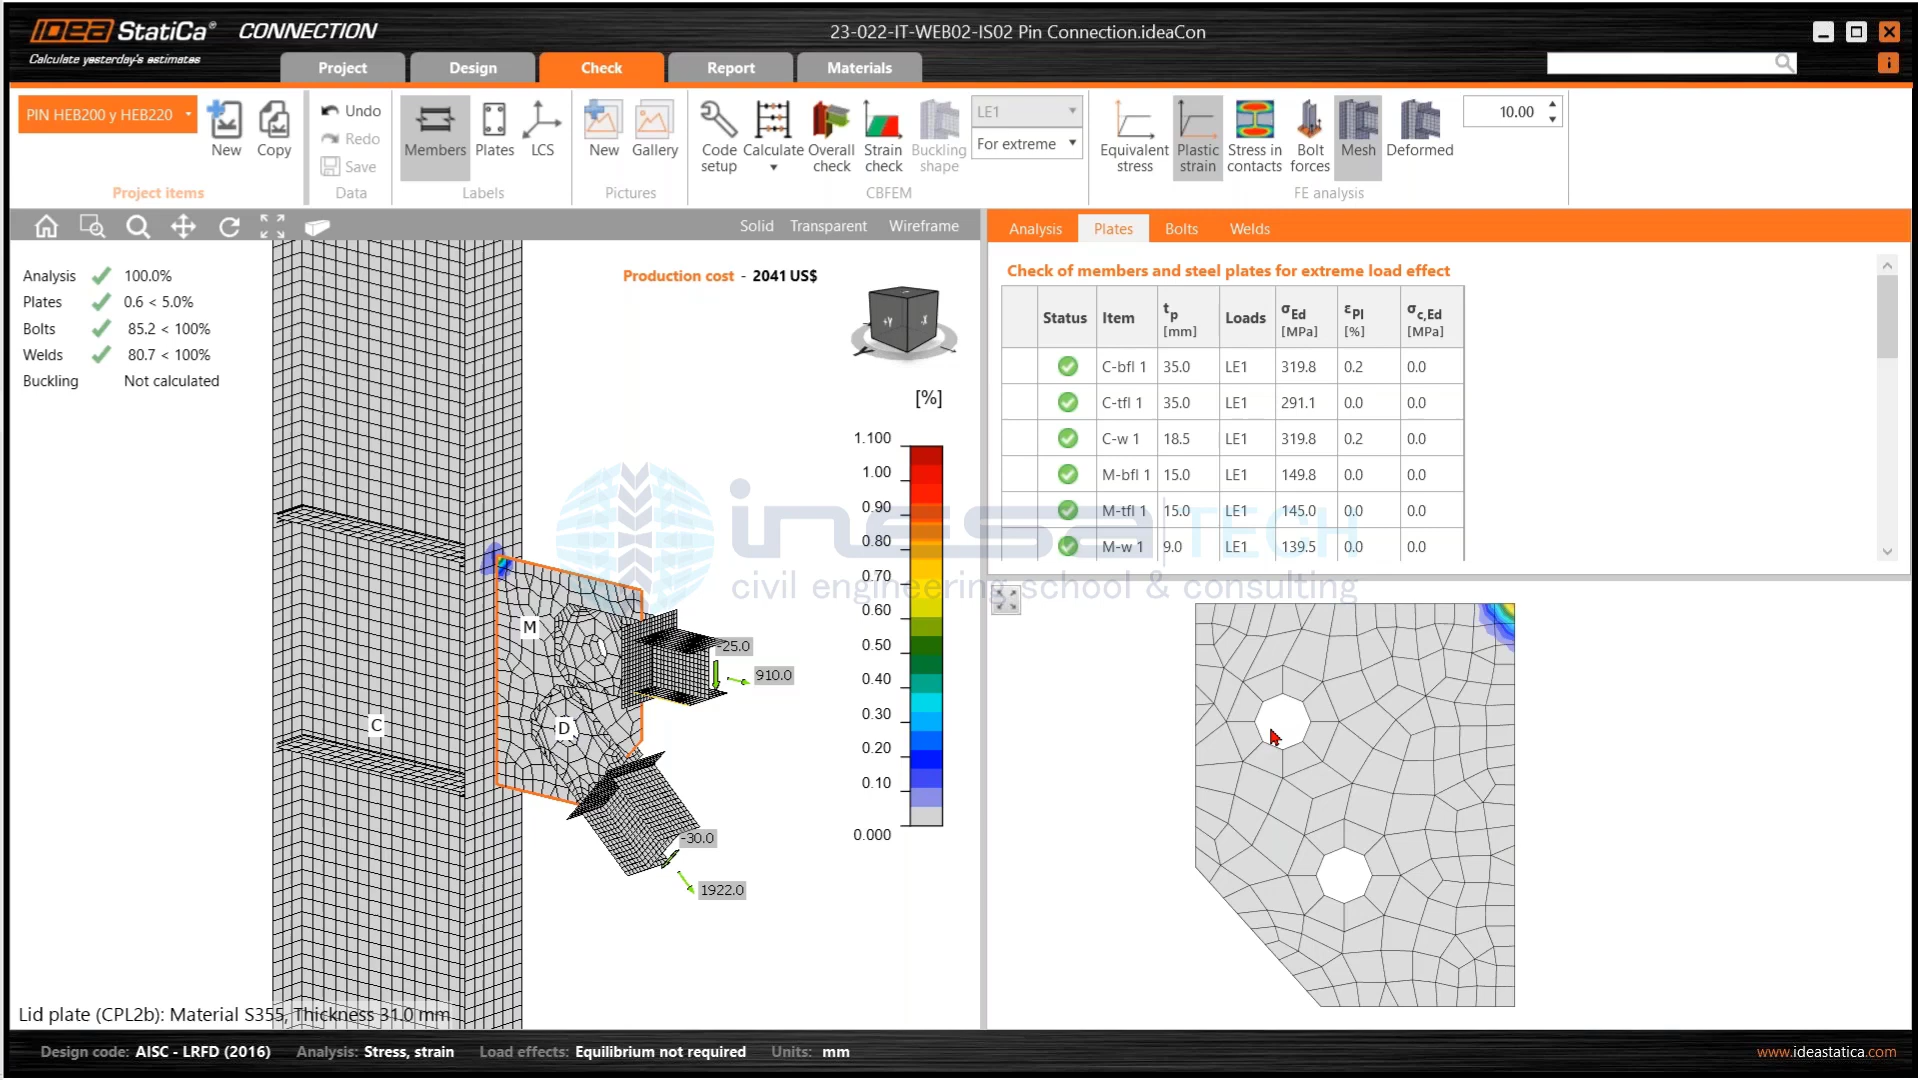 IDEA StatiCa® CONNECTION
Calculate yesterday's estimates
23-022-IT-WEB02-IS02 Pin Connection.ideaCon
Project Design Check Report Materials
PIN HEB200 y HEB220
New Copy
Project items
Undo
Redo
Save
Data
Members Plates LCS
Labels
New Gallery
Pictures
Code setup
Calculate
Overall check
Strain check
Buckling shape
LE1
For extreme
CBFEM
Equivalent stress
Plastic strain
Stress in contacts
Bolt forces
Mesh
Deformed
10.00
FE analysis
Solid Transparent Wireframe
Analysis 100.0%
Plates 0.6 < 5.0%
Bolts 85.2 < 100%
Welds 80.7 < 100%
Buckling Not calculated
Production cost - 2041 US$
+Y -X
[%]
1.100
1.00
0.90
0.80
0.70
0.60
0.50
0.40
0.30
0.20
0.10
0.000
M
D
C
-25.0
910.0
-30.0
1922.0
Lid plate (CPL2b): Material S355, Thickness 31.0 mm
Analysis Plates Bolts Welds
Check of members and steel plates for extreme load effect
Status Item tp [mm] Loads σEd [MPa] εPl [%] σc,Ed [MPa]
C-bfl 1 35.0 LE1 319.8 0.2 0.0
C-tfl 1 35.0 LE1 291.1 0.0 0.0
C-w 1 18.5 LE1 319.8 0.2 0.0
M-bfl 1 15.0 LE1 149.8 0.0 0.0
M-tfl 1 15.0 LE1 145.0 0.0 0.0
M-w 1 9.0 LE1 139.5 0.0 0.0
inesa TECH
civil engineering school & consulting
Design code: AISC - LRFD (2016) Analysis: Stress, strain Load effects: Equilibrium not required Units: mm
www.ideastatica.com